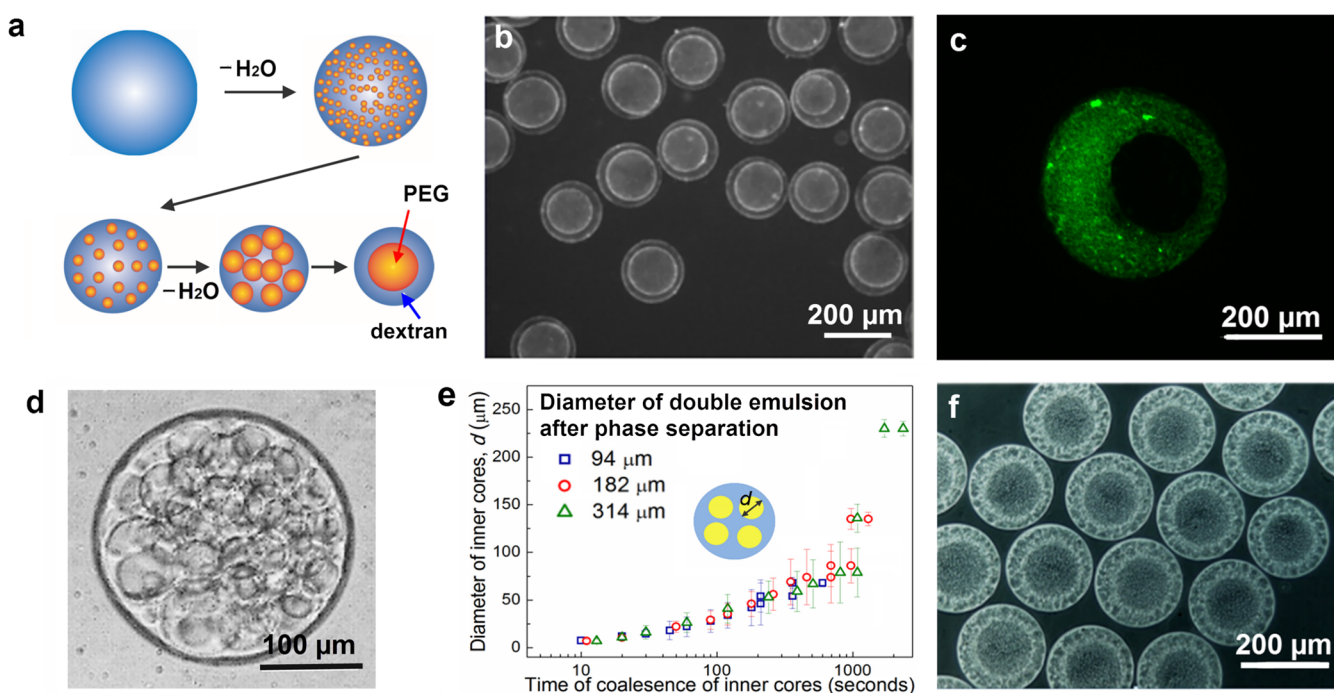 a
– H₂O
PEG
– H₂O
dextran
b
200 µm
c
200 µm
d
100 µm
e
Diameter of inner cores, d (µm)
250
200
150
100
50
0
Diameter of double emulsion
after phase separation
94 µm
182 µm
314 µm
d
10
100
1000
Time of coalesence of inner cores (seconds)
f
200 µm